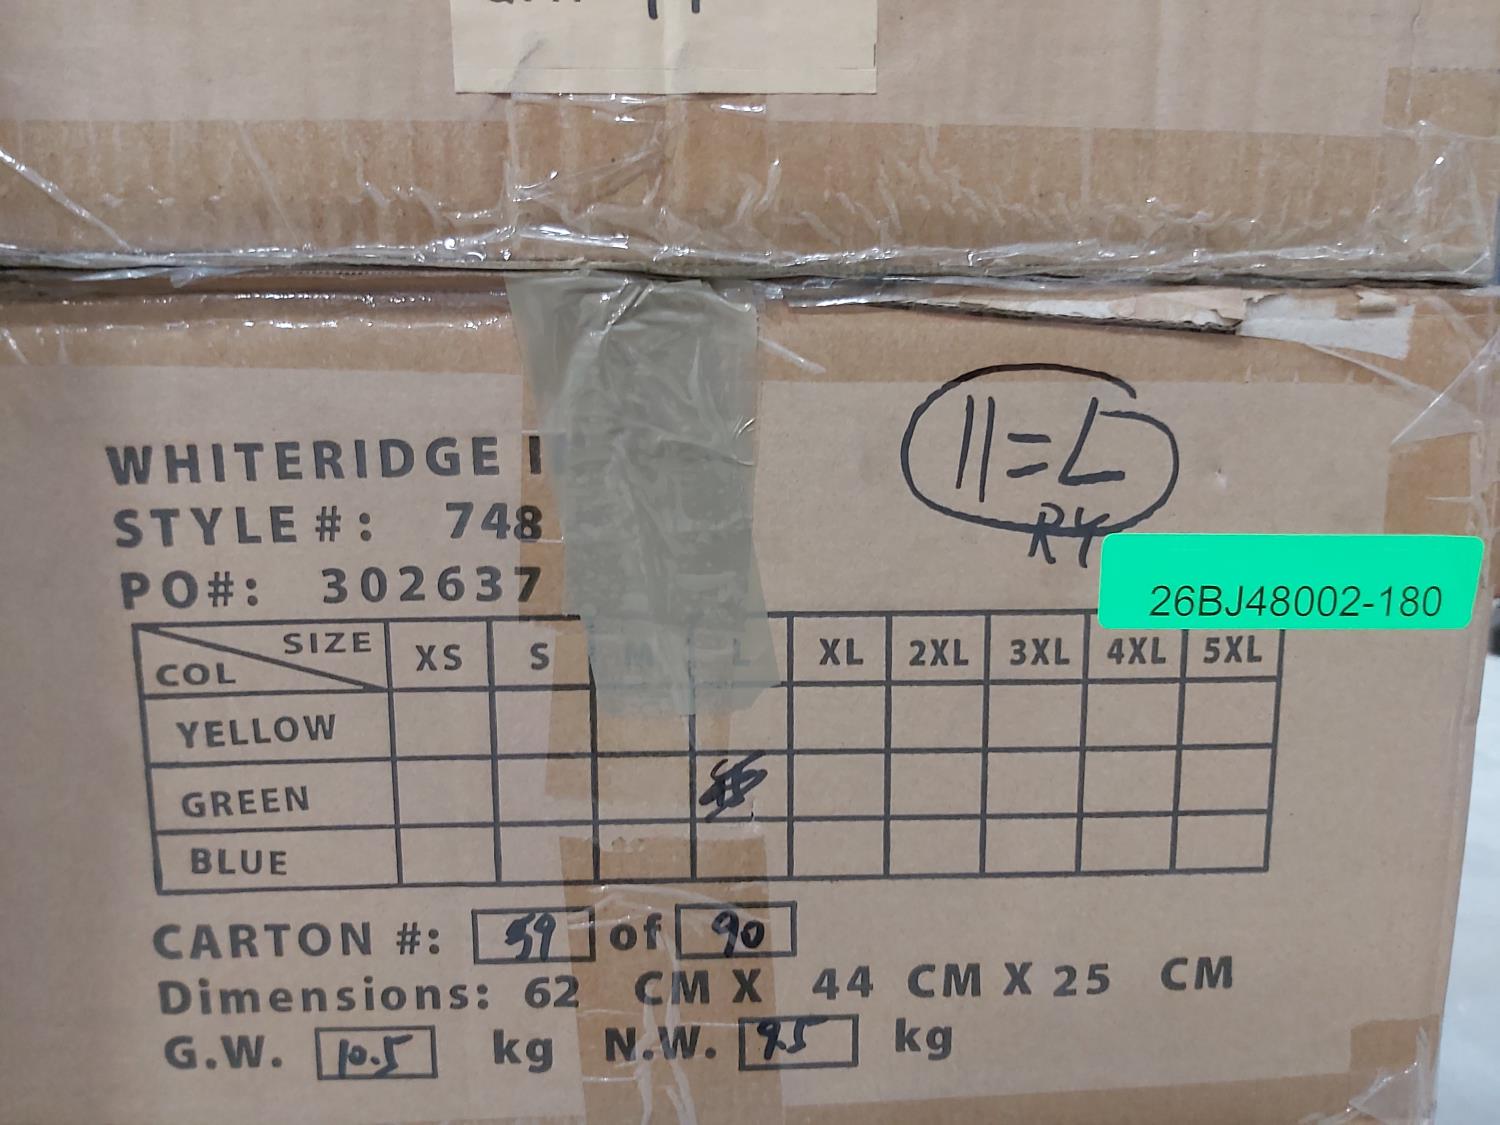 WHITERIDGE
STYLE#: 748
PO#: 302637
11=L
RY
26BJ48002-180
SIZE
COL
XS S M L XL 2XL 3XL 4XL 5XL
YELLOW
GREEN
BLUE
CARTON #: 59 of 90
Dimensions: 62 CM X 44 CM X 25 CM
G.W. 10.5 kg N.W. 9.5 kg